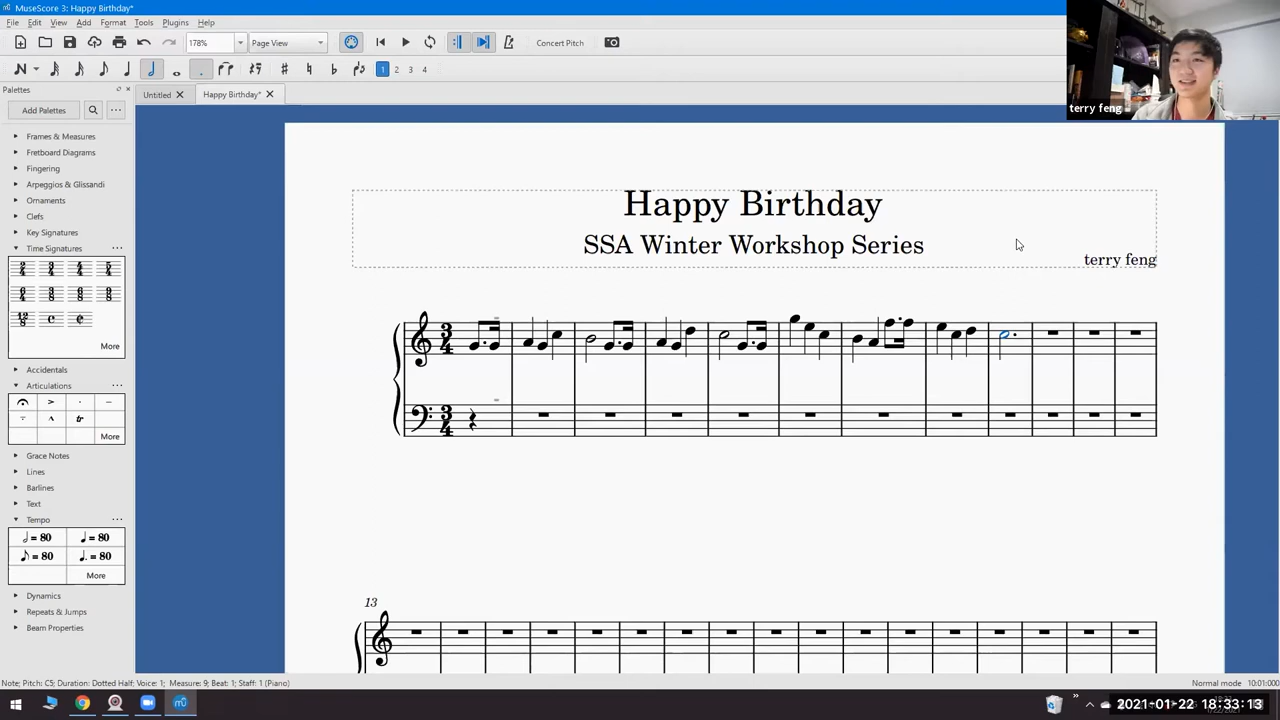 MuseScore 3: Happy Birthday*
File Edit View Add Format Tools Plugins Help
178% Page View Concert Pitch
1 2 3 4
Palettes
Untitled Happy Birthday*
Add Palettes ...
Frames & Measures
Fretboard Diagrams
Fingering
Arpeggios & Glissandi
Ornaments
Clefs
Key Signatures
Time Signatures
More
Accidentals
Articulations
More
Grace Notes
Lines
Barlines
Text
Tempo
= 80 = 80
= 80 = 80
More
Dynamics
Repeats & Jumps
Beam Properties
terry feng
Happy Birthday
SSA Winter Workshop Series
terry feng
13
Note; Pitch: C5; Duration: Dotted Half; Voice: 1; Measure: 9; Beat: 1; Staff: 1 (Piano)
Normal mode 10:01:000
2021-01-22 18:33:13